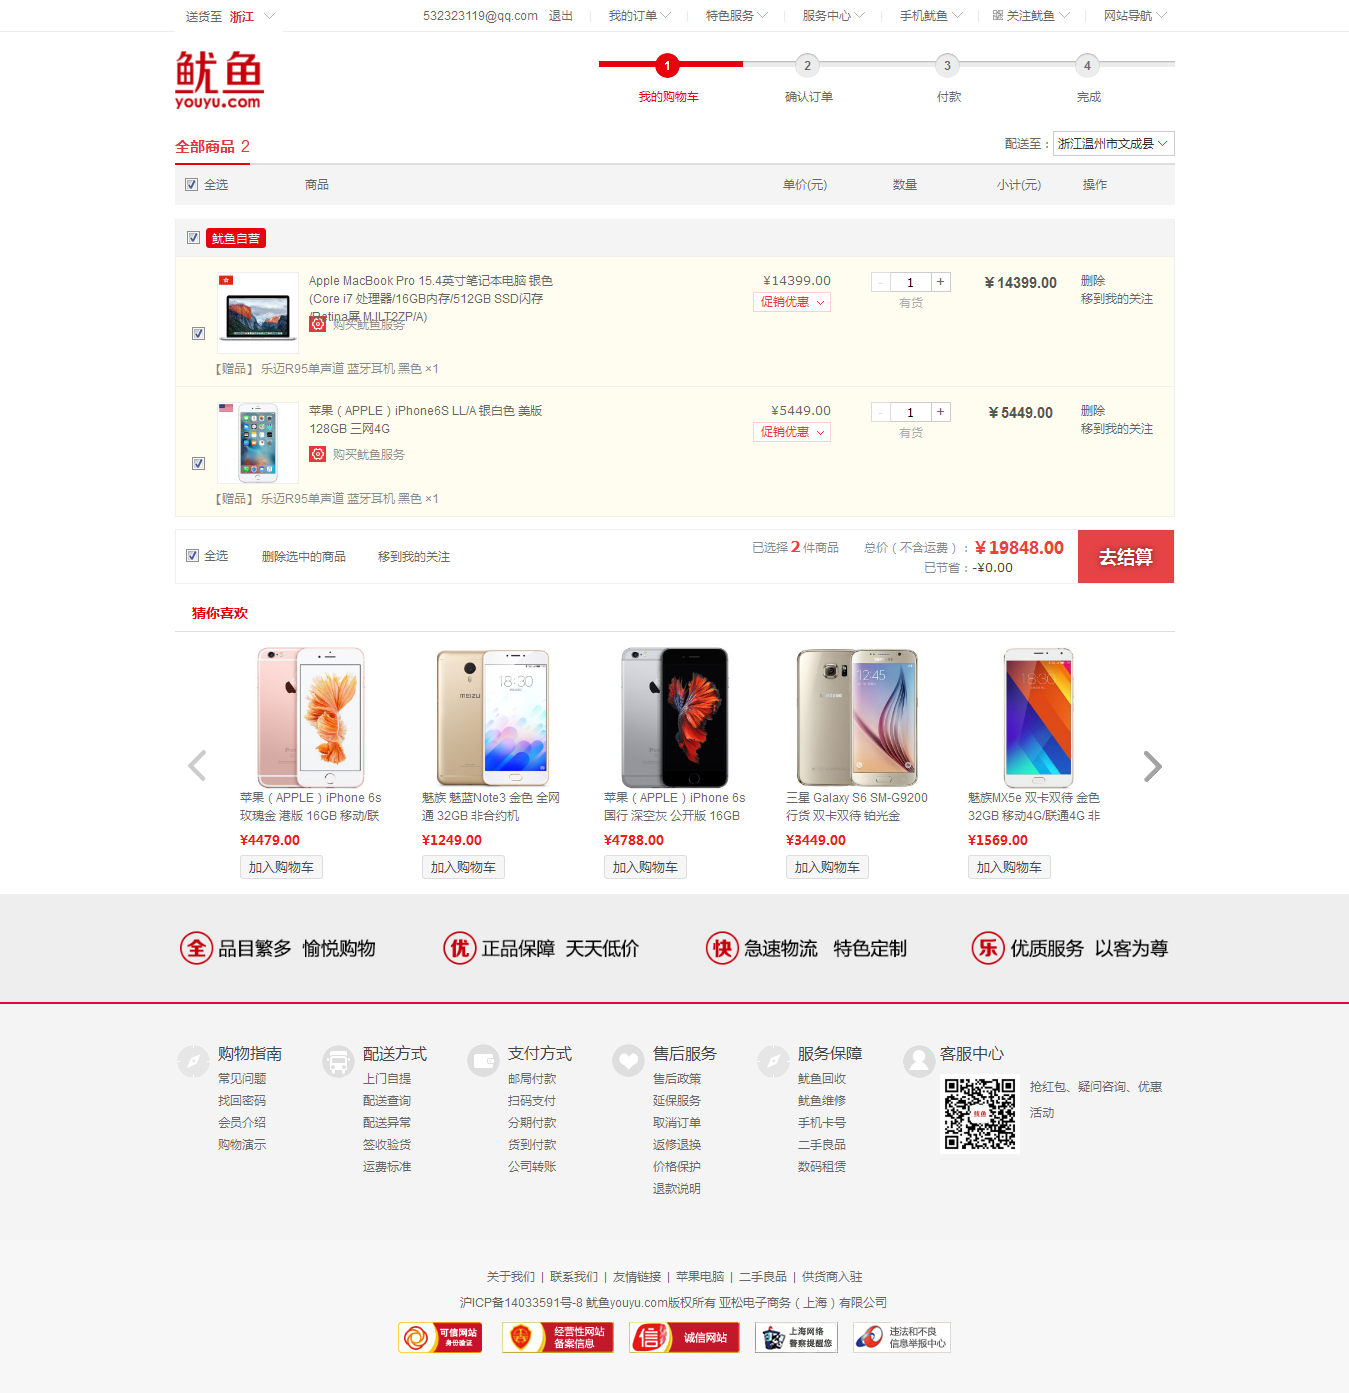 送货至 浙江
532323119@qq.com 退出 我的订单 特色服务 服务中心 手机鱿鱼 关注鱿鱼 网站导航
鱿鱼
youyu.com
1 2 3 4
我的购物车 确认订单 付款 完成
全部商品 2
配送至： 浙江温州市文成县
全选 商品 单价(元) 数量 小计(元) 操作
鱿鱼自营
Apple MacBook Pro 15.4英寸笔记本电脑 银色
(Core i7 处理器/16GB内存/512GB SSD闪存
/Retina屏 MJLT2ZP/A)
购买鱿鱼服务
¥14399.00
促销优惠
- 1 +
有货
¥14399.00
删除
移到我的关注
【赠品】 乐迈R95单声道 蓝牙耳机 黑色 ×1
苹果（APPLE）iPhone6S LL/A 银白色 美版
128GB 三网4G
购买鱿鱼服务
¥5449.00
促销优惠
- 1 +
有货
¥5449.00
删除
移到我的关注
【赠品】 乐迈R95单声道 蓝牙耳机 黑色 ×1
全选 删除选中的商品 移到我的关注
已选择 2 件商品 总价（不含运费）： ¥19848.00
已节省：-¥0.00
去结算
猜你喜欢
MEIZU
18:30
12:45
18:30
苹果（APPLE）iPhone 6s
玫瑰金 港版 16GB 移动/联
¥4479.00
加入购物车
魅族 魅蓝Note3 金色 全网
通 32GB 非合约机
¥1249.00
加入购物车
苹果（APPLE）iPhone 6s
国行 深空灰 公开版 16GB
¥4788.00
加入购物车
三星 Galaxy S6 SM-G9200
行货 双卡双待 铂光金
¥3449.00
加入购物车
魅族MX5e 双卡双待 金色
32GB 移动4G/联通4G 非
¥1569.00
加入购物车
全 品目繁多 愉悦购物
优 正品保障 天天低价
快 急速物流 特色定制
乐 优质服务 以客为尊
购物指南
常见问题
找回密码
会员介绍
购物演示
配送方式
上门自提
配送查询
配送异常
签收验货
运费标准
支付方式
邮局付款
扫码支付
分期付款
货到付款
公司转账
售后服务
售后政策
延保服务
取消订单
返修退换
价格保护
退款说明
服务保障
鱿鱼回收
鱿鱼维修
手机卡号
二手良品
数码租赁
客服中心
鱿鱼
抢红包、疑问咨询、优惠
活动
关于我们 | 联系我们 | 友情链接 | 苹果电脑 | 二手良品 | 供货商入驻
沪ICP备14033591号-8 鱿鱼youyu.com版权所有 亚松电子商务（上海）有限公司
可信网站
身份验证
经营性网站
备案信息
信 诚信网站
上海网络
警察提醒您
违法和不良
信息举报中心